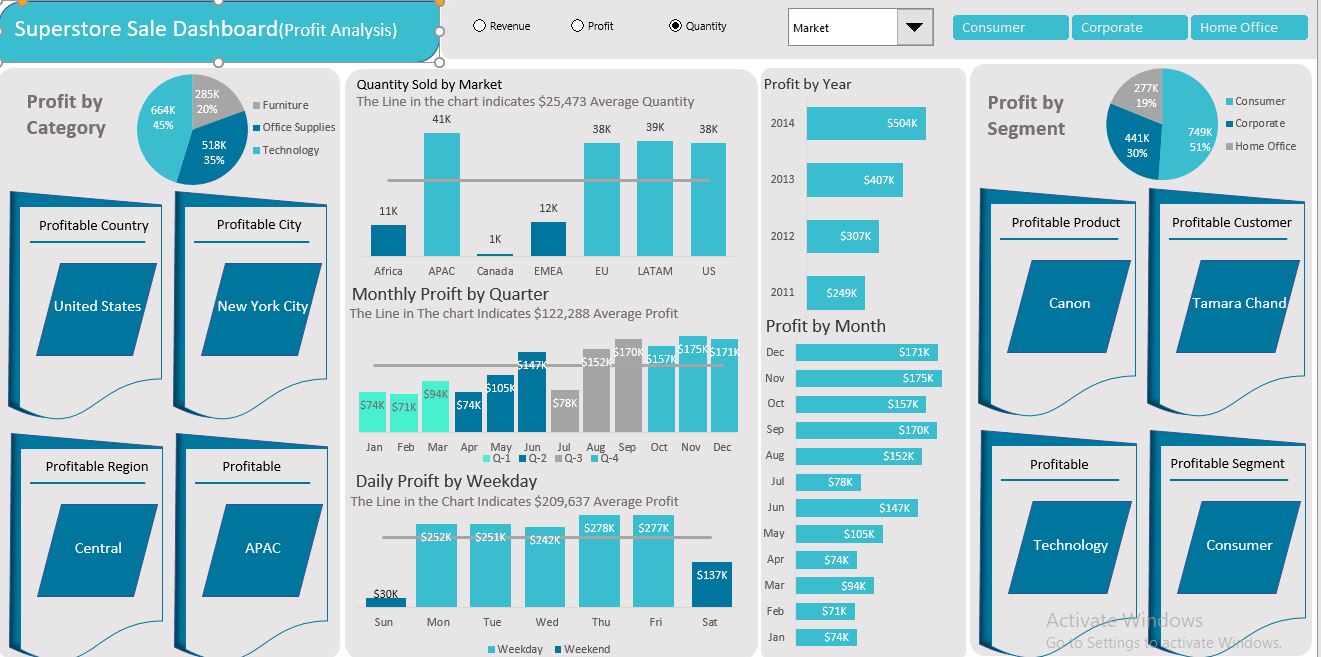 Superstore Sale Dashboard(Profit Analysis)
Revenue
Profit
Quantity
Market
Consumer
Corporate
Home Office
Profit by
Category
664K
45%
285K
20%
518K
35%
Furniture
Office Supplies
Technology
Profitable Country
United States
Profitable City
New York City
Profitable Region
Central
Profitable
APAC
Quantity Sold by Market
The Line in the chart indicates $25,473 Average Quantity
11K
41K
1K
12K
38K
39K
38K
Africa
APAC
Canada
EMEA
EU
LATAM
US
Monthly Proift by Quarter
The Line in The chart Indicates $122,288 Average Profit
$74K
$71K
$94K
$74K
$105K
$147K
$78K
$152K
$170K
$157K
$175K
$171K
Jan
Feb
Mar
Apr
May
Jun
Jul
Aug
Sep
Oct
Nov
Dec
Q-1
Q-2
Q-3
Q-4
Daily Proift by Weekday
The Line in the Chart Indicates $209,637 Average Profit
$30K
$252K
$251K
$242K
$278K
$277K
$137K
Sun
Mon
Tue
Wed
Thu
Fri
Sat
Weekday
Weekend
Profit by Year
2014
$504K
2013
$407K
2012
$307K
2011
$249K
Profit by Month
Dec
$171K
Nov
$175K
Oct
$157K
Sep
$170K
Aug
$152K
Jul
$78K
Jun
$147K
May
$105K
Apr
$74K
Mar
$94K
Feb
$71K
Jan
$74K
Profit by
Segment
277K
19%
441K
30%
749K
51%
Consumer
Corporate
Home Office
Profitable Product
Canon
Profitable Customer
Tamara Chand
Profitable
Technology
Profitable Segment
Consumer
Activate Windows
Go to Settings to activate Windows.